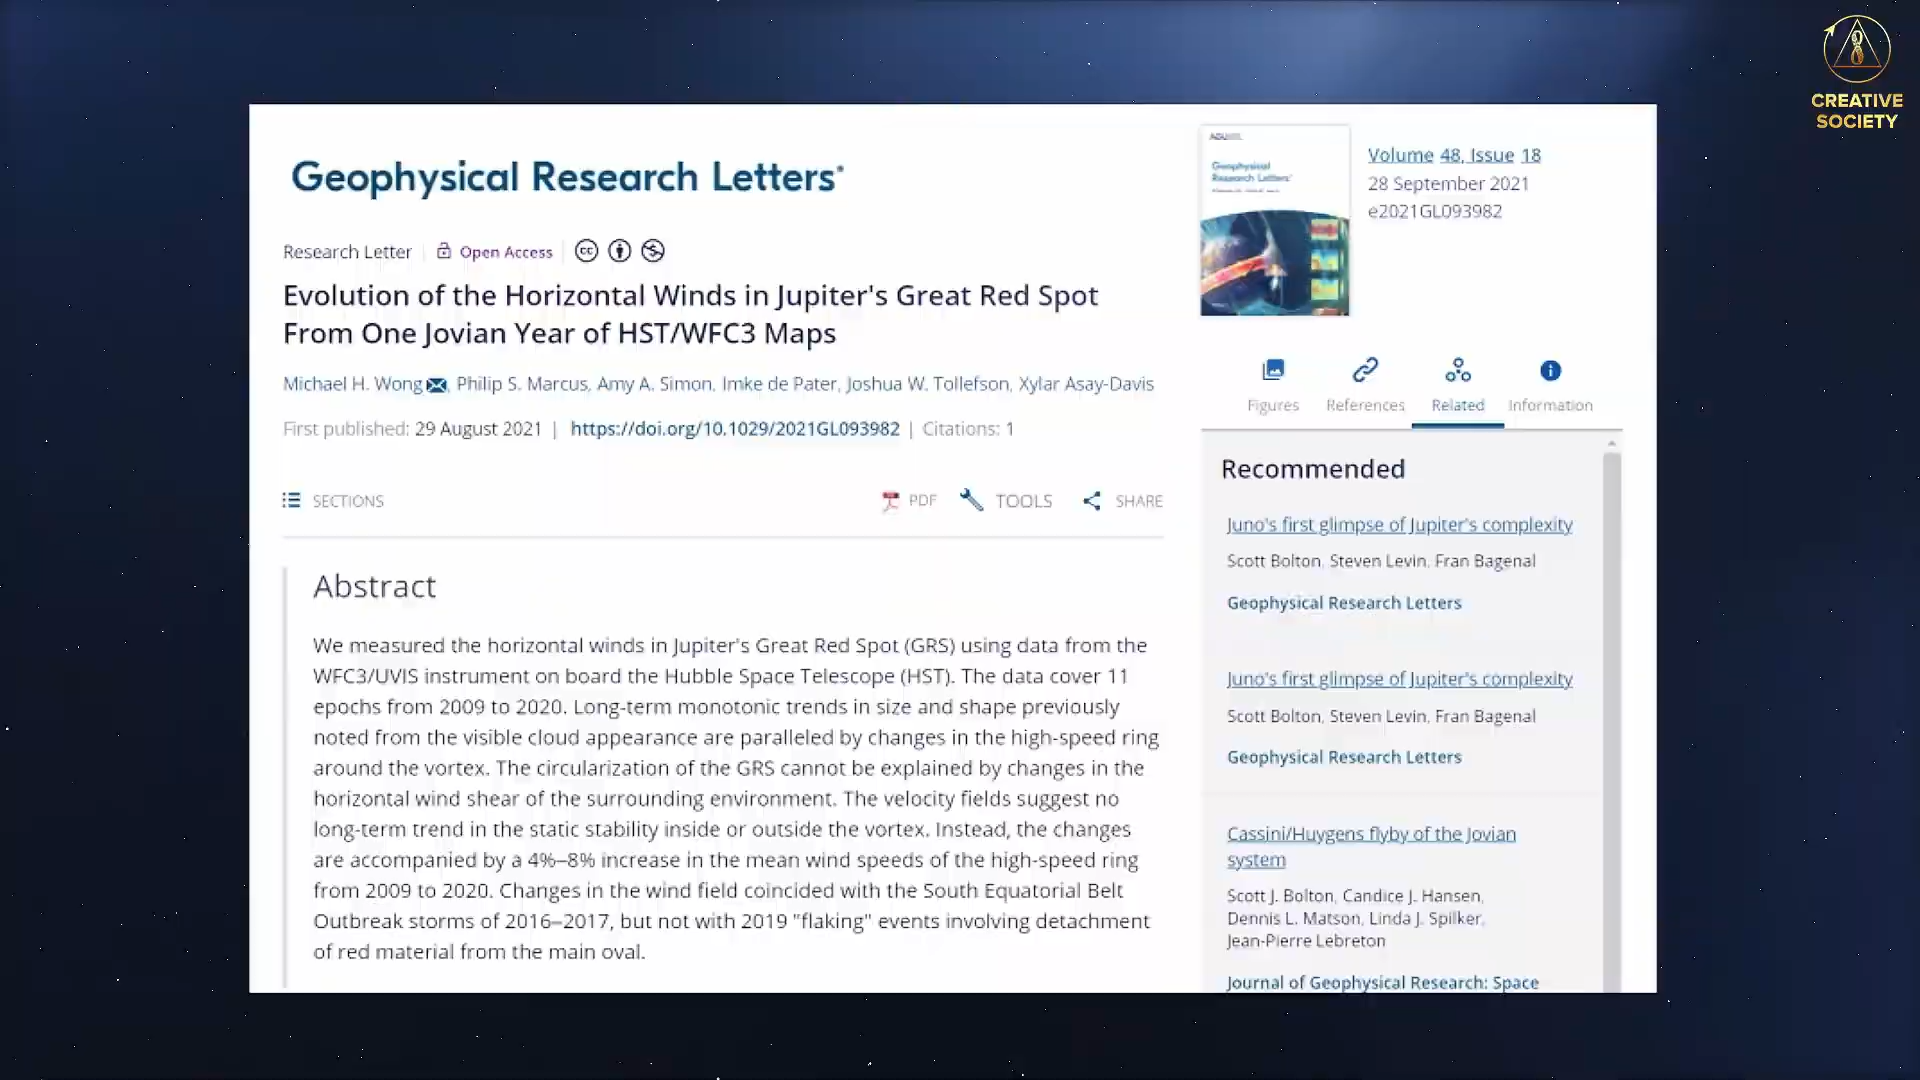 CREATIVE
SOCIETY
Geophysical Research Letters®
Research Letter
Open Access
Evolution of the Horizontal Winds in Jupiter's Great Red Spot
From One Jovian Year of HST/WFC3 Maps
Michael H. Wong, Philip S. Marcus, Amy A. Simon, Imke de Pater, Joshua W. Tollefson, Xylar Asay-Davis
First published: 29 August 2021 | https://doi.org/10.1029/2021GL093982 | Citations: 1
SECTIONS
PDF
TOOLS
SHARE
Abstract
We measured the horizontal winds in Jupiter's Great Red Spot (GRS) using data from the
WFC3/UVIS instrument on board the Hubble Space Telescope (HST). The data cover 11
epochs from 2009 to 2020. Long-term monotonic trends in size and shape previously
noted from the visible cloud appearance are paralleled by changes in the high-speed ring
around the vortex. The circularization of the GRS cannot be explained by changes in the
horizontal wind shear of the surrounding environment. The velocity fields suggest no
long-term trend in the static stability inside or outside the vortex. Instead, the changes
are accompanied by a 4%–8% increase in the mean wind speeds of the high-speed ring
from 2009 to 2020. Changes in the wind field coincided with the South Equatorial Belt
Outbreak storms of 2016–2017, but not with 2019 "flaking" events involving detachment
of red material from the main oval.
Geophysical
Research Letters®
Volume 48, Issue 18
28 September 2021
e2021GL093982
Figures
References
Related
Information
Recommended
Juno's first glimpse of Jupiter's complexity
Scott Bolton, Steven Levin, Fran Bagenal
Geophysical Research Letters
Juno's first glimpse of Jupiter's complexity
Scott Bolton, Steven Levin, Fran Bagenal
Geophysical Research Letters
Cassini/Huygens flyby of the Jovian
system
Scott J. Bolton, Candice J. Hansen,
Dennis L. Matson, Linda J. Spilker,
Jean-Pierre Lebreton
Journal of Geophysical Research: Space